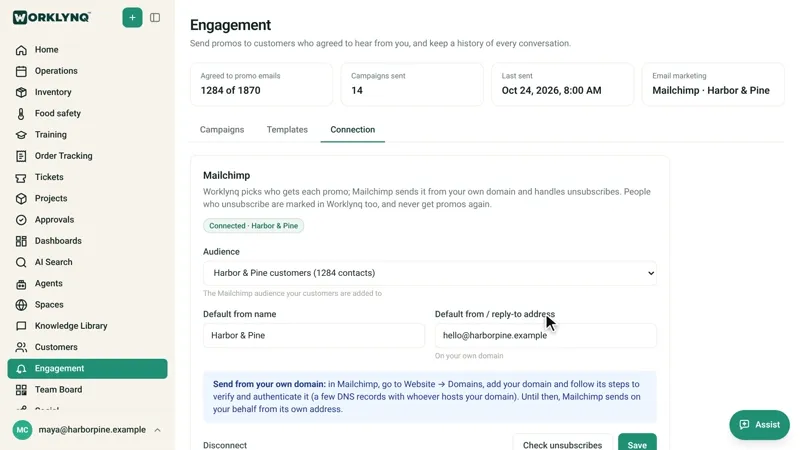 WORKLYNQ
Home
Operations
Inventory
Food safety
Training
Order Tracking
Tickets
Projects
Approvals
Dashboards
AI Search
Agents
Spaces
Knowledge Library
Customers
Engagement
Team Board
Social
MC maya@harborpine.example
Engagement
Send promos to customers who agreed to hear from you, and keep a history of every conversation.
Agreed to promo emails
1284 of 1870
Campaigns sent
14
Last sent
Oct 24, 2026, 8:00 AM
Email marketing
Mailchimp · Harbor & Pine
Campaigns Templates Connection
Mailchimp
Worklynq picks who gets each promo; Mailchimp sends it from your own domain and handles unsubscribes. People
who unsubscribe are marked in Worklynq too, and never get promos again.
Connected · Harbor & Pine
Audience
Harbor & Pine customers (1284 contacts)
The Mailchimp audience your customers are added to
Default from name
Harbor & Pine
Default from / reply-to address
hello@harborpine.example
On your own domain
Send from your own domain: in Mailchimp, go to Website → Domains, add your domain and follow its steps to
verify and authenticate it (a few DNS records with whoever hosts your domain). Until then, Mailchimp sends on
your behalf from its own address.
Disconnect
Check unsubscribes
Save
Assist